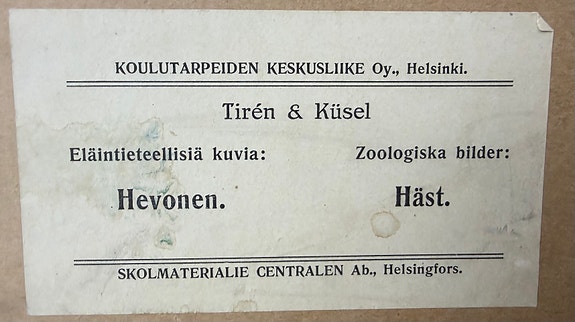 KOULUTARPEIDEN KESKUSLIIKE Oy., Helsinki.
Tirén & Küsel
Eläintieteellisiä kuvia: Zoologiska bilder:
Hevonen. Häst.
SKOLMATERIALIE CENTRALEN Ab., Helsingfors.